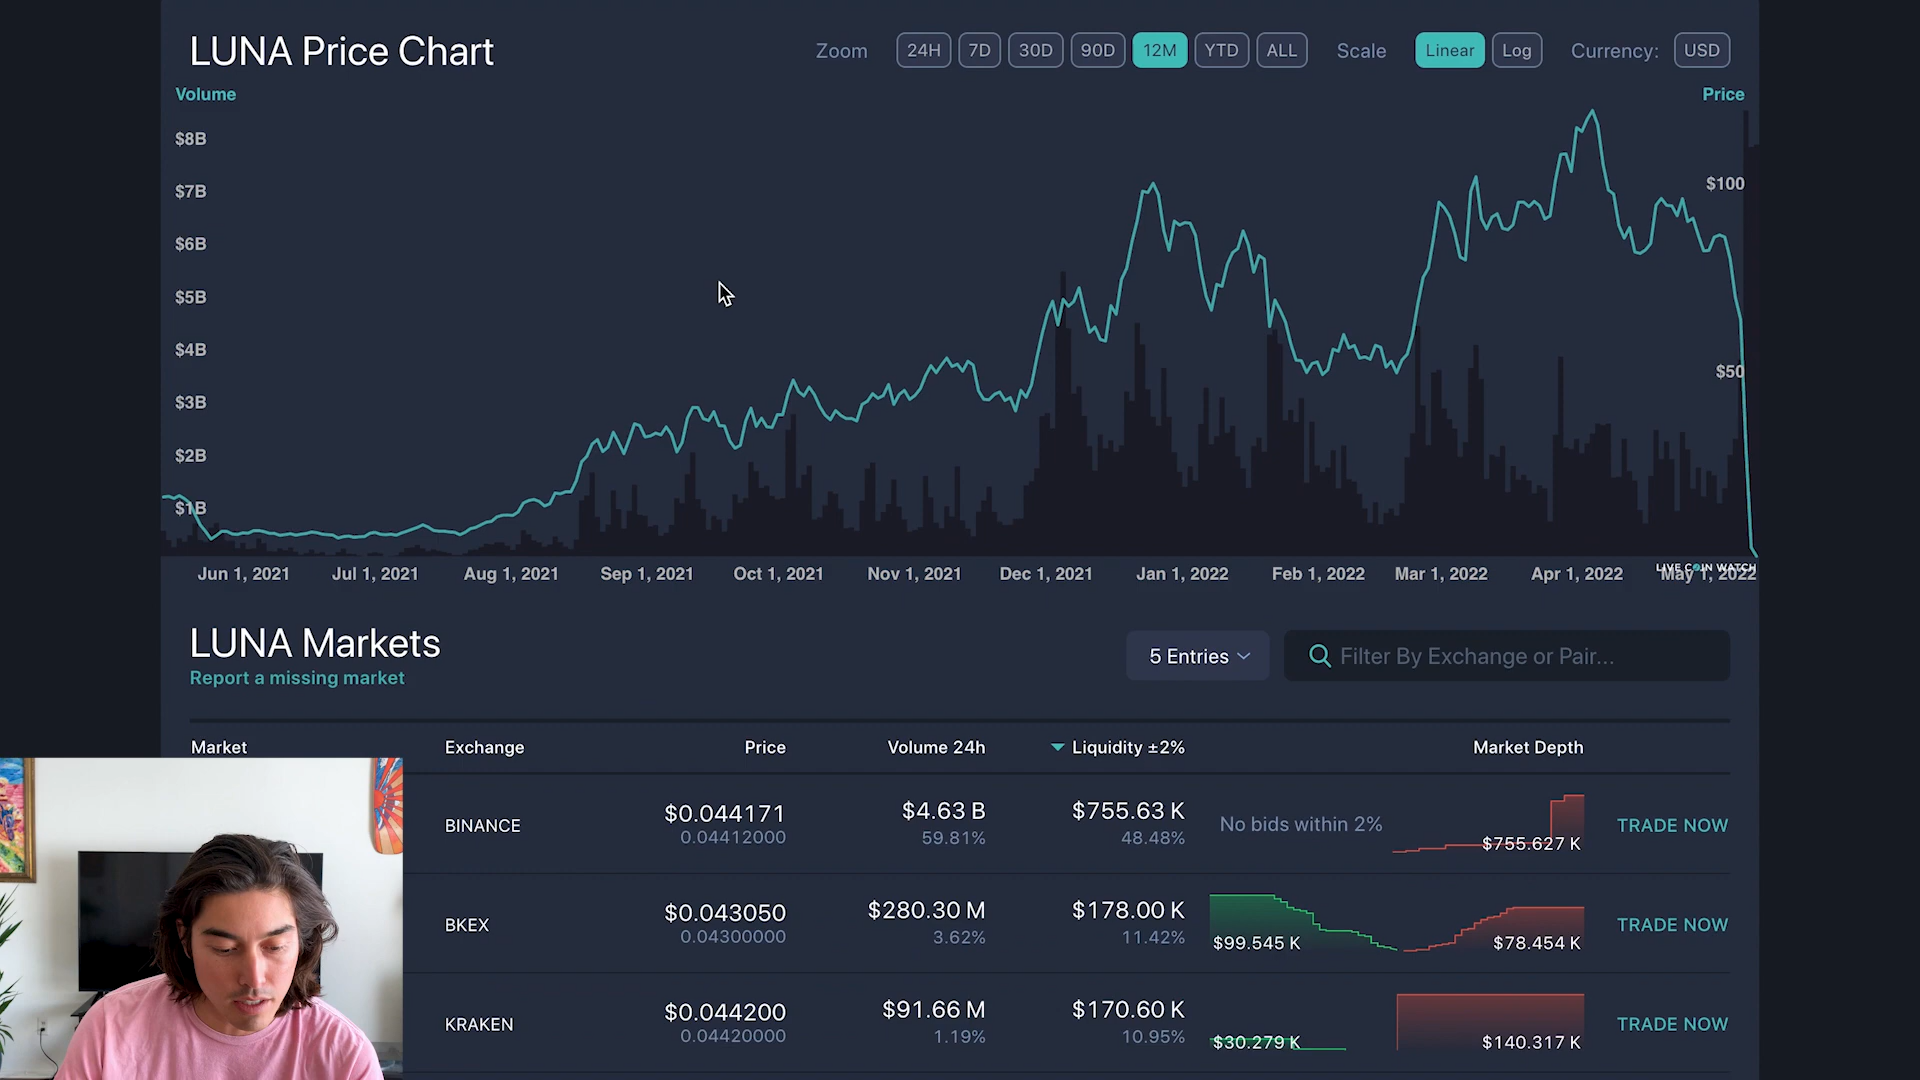 LUNA Price Chart
Zoom 24H 7D 30D 90D 12M YTD ALL Scale Linear Log Currency: USD
Volume Price
$8B
$7B $100
$6B
$5B
$4B $50
$3B
$2B
$1B
LIVE COIN WATCH
Jun 1, 2021 Jul 1, 2021 Aug 1, 2021 Sep 1, 2021 Oct 1, 2021 Nov 1, 2021 Dec 1, 2021 Jan 1, 2022 Feb 1, 2022 Mar 1, 2022 Apr 1, 2022 May 1, 2022
LUNA Markets
5 Entries Filter By Exchange or Pair...
Report a missing market
Market Exchange Price Volume 24h Liquidity ±2% Market Depth
BINANCE $0.044171 $4.63 B $755.63 K No bids within 2% TRADE NOW
0.04412000 59.81% 48.48% $755.627 K
BKEX $0.043050 $280.30 M $178.00 K TRADE NOW
0.04300000 3.62% 11.42% $99.545 K $78.454 K
KRAKEN $0.044200 $91.66 M $170.60 K TRADE NOW
0.04420000 1.19% 10.95% $30.279 K $140.317 K